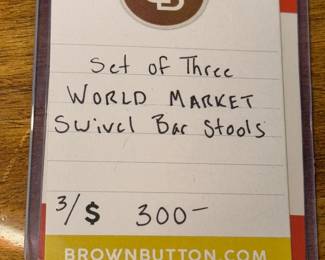 Set of Three
WORLD MARKET
Swivel Bar Stools
3/$ 300-
BROWNBUTTON.COM